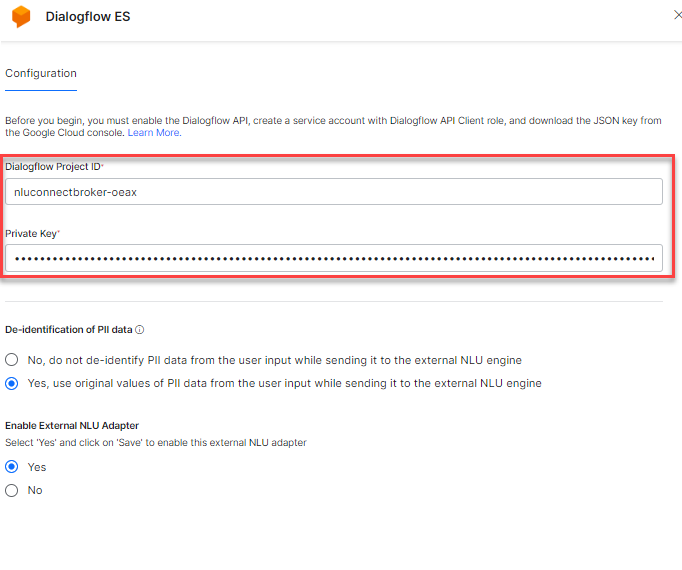 Dialogflow ES
Configuration
Before you begin, you must enable the Dialogflow API, create a service account with Dialogflow API Client role, and download the JSON key from
the Google Cloud console. Learn More.
Dialogflow Project ID*
nluconnectbroker-oeax
Private Key*
De-identification of PII data
No, do not de-identify PII data from the user input while sending it to the external NLU engine
Yes, use original values of PII data from the user input while sending it to the external NLU engine
Enable External NLU Adapter
Select 'Yes' and click on 'Save' to enable this external NLU adapter
Yes
No